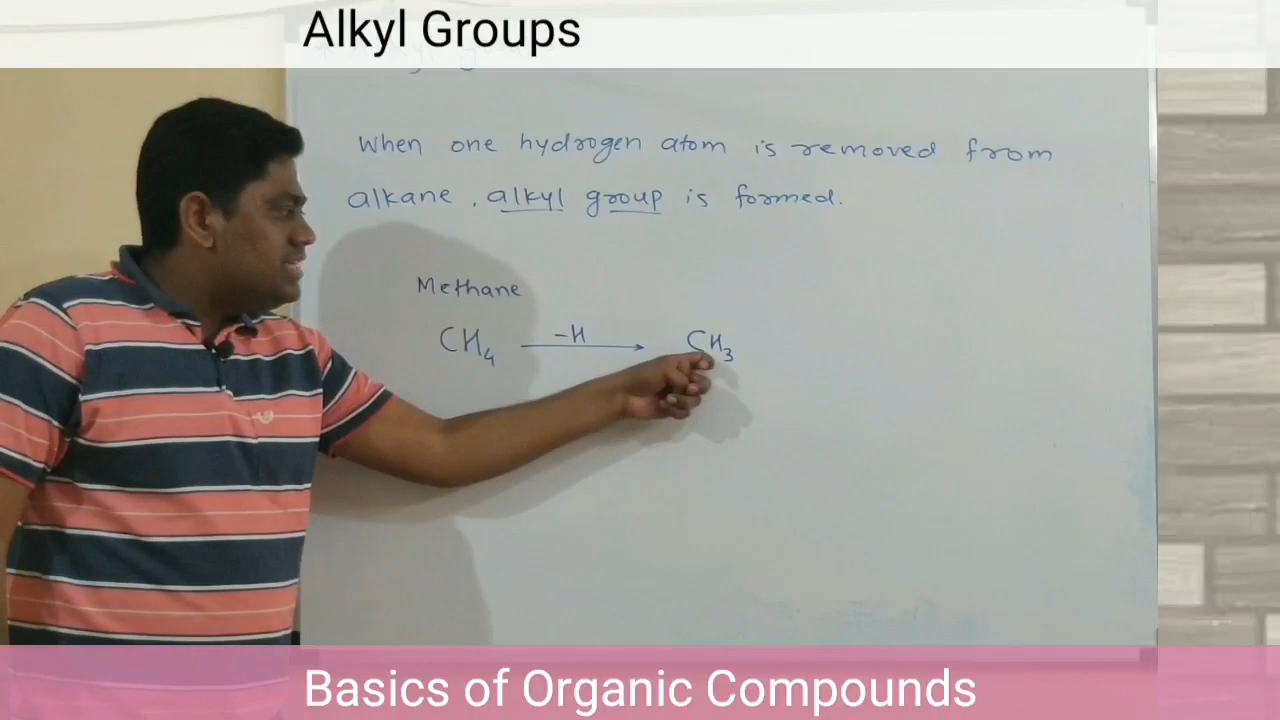 Alkyl Groups
When one hydrogen atom is removed from
alkane, alkyl group is formed.
Methane
CH₄ –H → CH₃
Basics of Organic Compounds